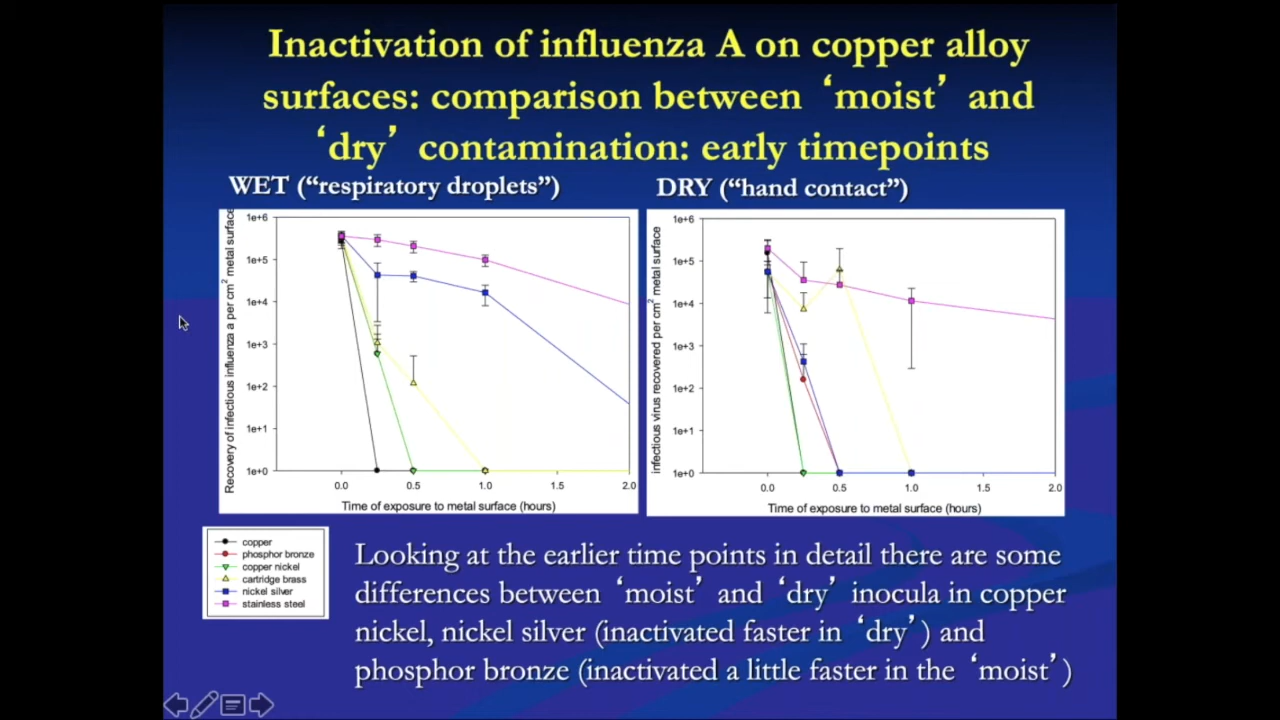 Inactivation of influenza A on copper alloy
surfaces: comparison between ‘moist’ and
‘dry’ contamination: early timepoints
WET (“respiratory droplets”)
DRY (“hand contact”)
Recovery of infectious influenza a per cm2 metal surface
1e+6
1e+5
1e+4
1e+3
1e+2
1e+1
1e+0
0.0 0.5 1.0 1.5 2.0
Time of exposure to metal surface (hours)
infectious virus recovered per cm2 metal surface
1e+6
1e+5
1e+4
1e+3
1e+2
1e+1
1e+0
0.0 0.5 1.0 1.5 2.0
Time of exposure to metal surface (hours)
copper
phosphor bronze
copper nickel
cartridge brass
nickel silver
stainless steel
Looking at the earlier time points in detail there are some
differences between ‘moist’ and ‘dry’ inocula in copper
nickel, nickel silver (inactivated faster in ‘dry’) and
phosphor bronze (inactivated a little faster in the ‘moist’)